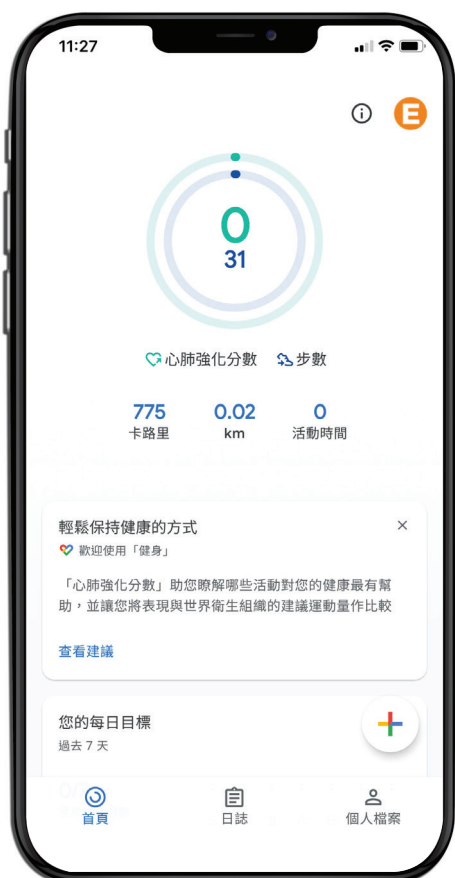 11:27
E
0
31
心肺強化分數 步數
775 0.02 0
卡路里 km 活動時間
輕鬆保持健康的方式
歡迎使用「健身」
「心肺強化分數」助您瞭解哪些活動對您的健康最有幫
助，並讓您將表現與世界衛生組織的建議運動量作比較
查看建議
您的每日目標
過去 7 天
首頁 日誌 個人檔案